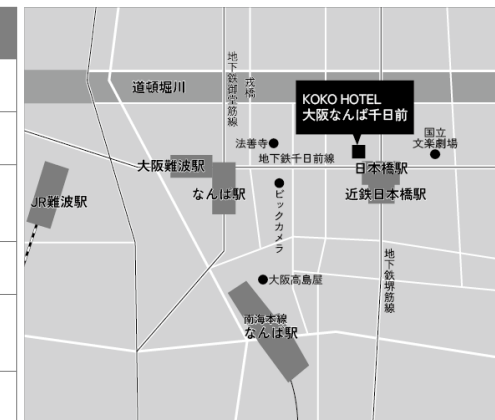 地下鉄御堂筋線
戎橋
道頓堀川
KOKO HOTEL
大阪なんば千日前
国立
文楽劇場
法善寺
地下鉄千日前線
大阪難波駅
日本橋駅
なんば駅
近鉄日本橋駅
JR難波駅
ビックカメラ
地下鉄堺筋線
大阪高島屋
南海本線
なんば駅